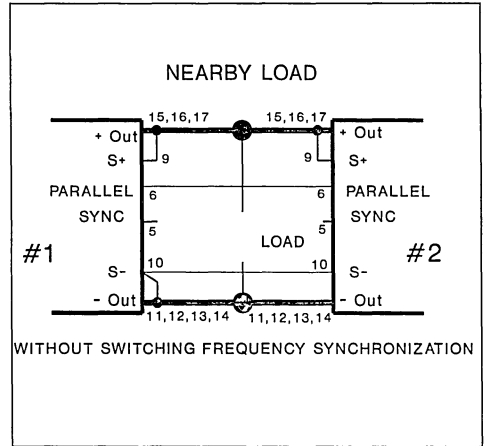 NEARBY LOAD
15,16,17 15,16,17
+ Out + Out
S+ 9 9 S+
PARALLEL 6 6 PARALLEL
SYNC 5 5 SYNC
#1 LOAD #2
S- 10 10 S-
- Out - Out
11,12,13,14 11,12,13,14
WITHOUT SWITCHING FREQUENCY SYNCHRONIZATION